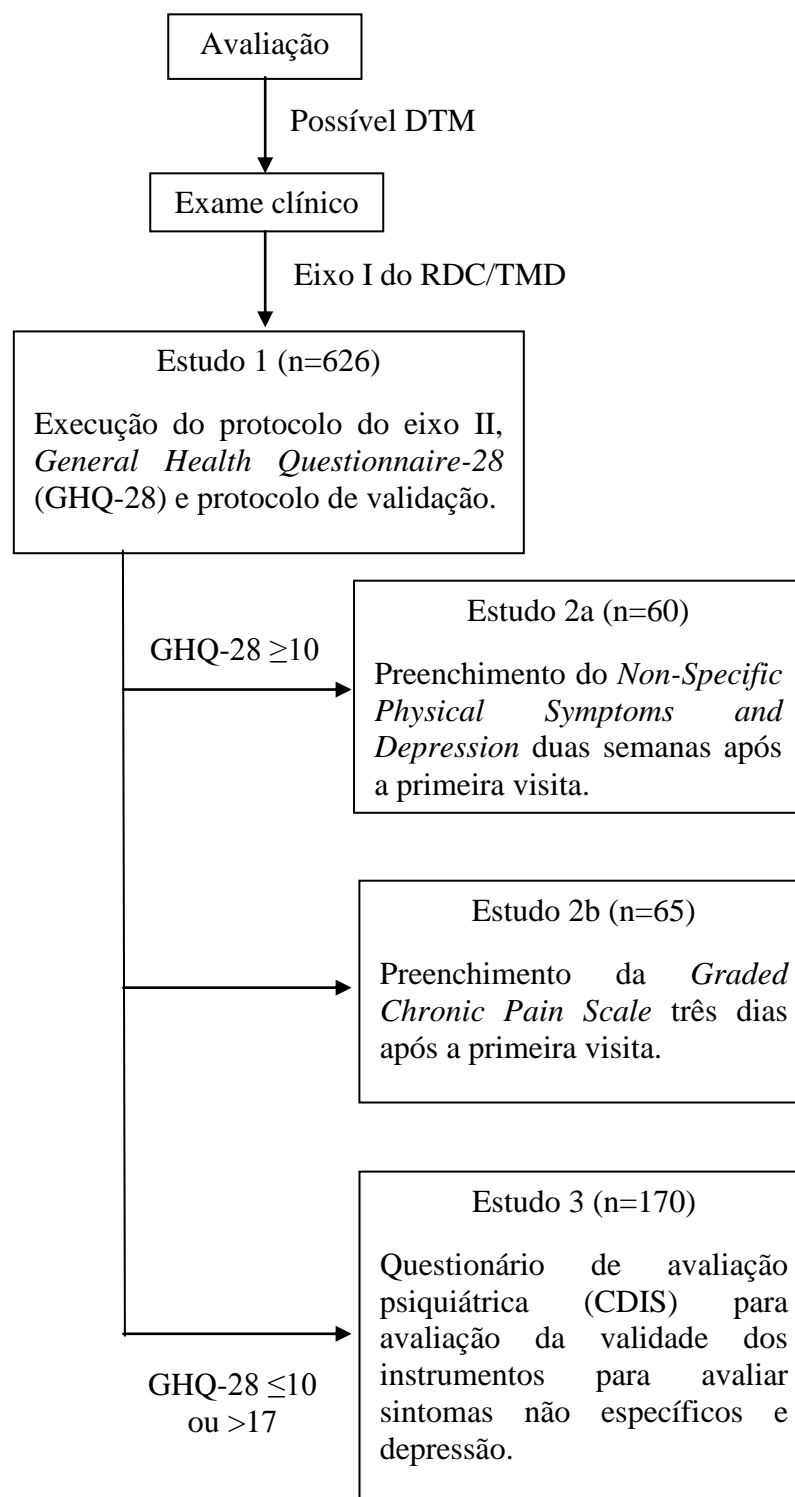 Avaliação
Possível DTM
Exame clínico
Eixo I do RDC/TMD
Estudo 1 (n=626)
Execução do protocolo do eixo II,
General Health Questionnaire-28
(GHQ-28) e protocolo de validação.
GHQ-28 ≥10
Estudo 2a (n=60)
Preenchimento do Non-Specific
Physical Symptoms and
Depression duas semanas após
a primeira visita.
Estudo 2b (n=65)
Preenchimento da Graded
Chronic Pain Scale três dias
após a primeira visita.
GHQ-28 ≤10
ou >17
Estudo 3 (n=170)
Questionário de avaliação
psiquiátrica (CDIS) para
avaliação da validade dos
instrumentos para avaliar
sintomas não específicos e
depressão.